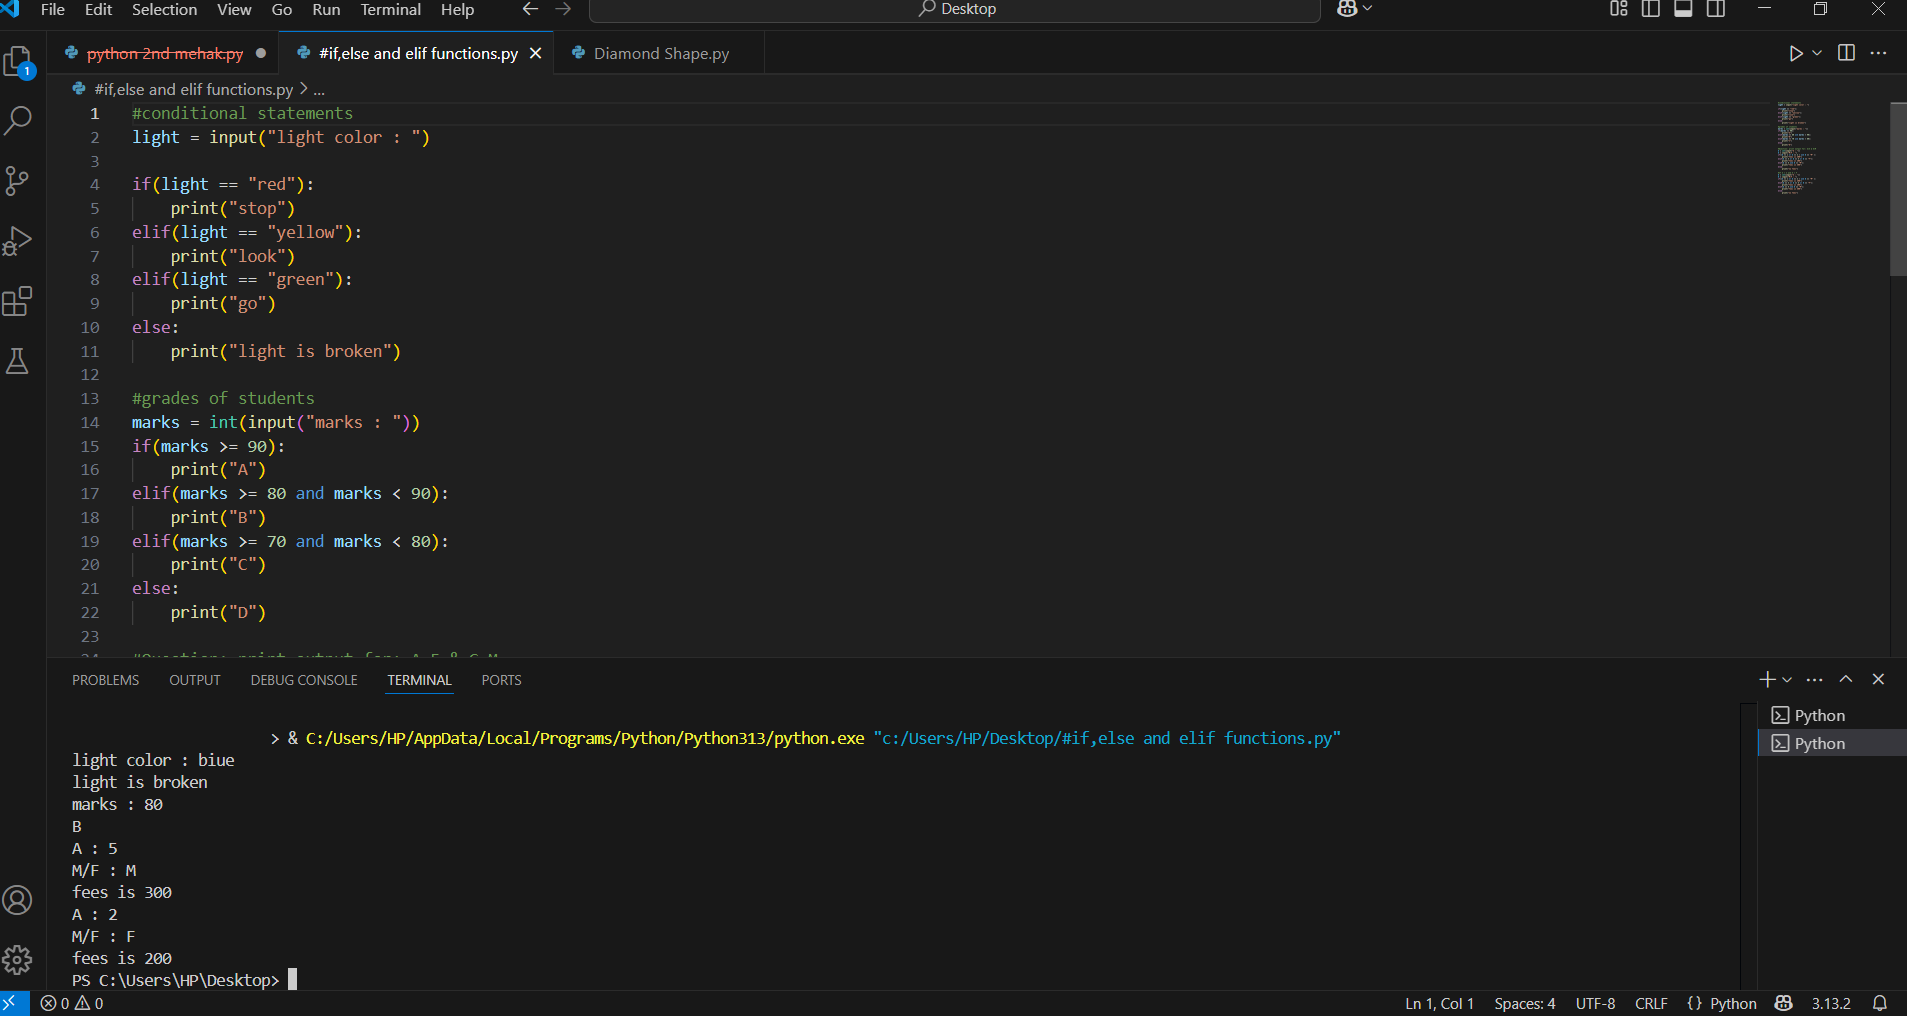 File Edit Selection View Go Run Terminal Help Desktop
1
python 2nd mehak.py #if,else and elif functions.py Diamond Shape.py
#if,else and elif functions.py > ...
1 #conditional statements
2 light = input("light color : ")
3
4 if(light == "red"):
5 print("stop")
6 elif(light == "yellow"):
7 print("look")
8 elif(light == "green"):
9 print("go")
10 else:
11 print("light is broken")
12
13 #grades of students
14 marks = int(input("marks : "))
15 if(marks >= 90):
16 print("A")
17 elif(marks >= 80 and marks < 90):
18 print("B")
19 elif(marks >= 70 and marks < 80):
20 print("C")
21 else:
22 print("D")
23
PROBLEMS OUTPUT DEBUG CONSOLE TERMINAL PORTS
> & C:/Users/HP/AppData/Local/Programs/Python/Python313/python.exe "c:/Users/HP/Desktop/#if,else and elif functions.py"
light color : biue
light is broken
marks : 80
B
A : 5
M/F : M
fees is 300
A : 2
M/F : F
fees is 200
PS C:\Users\HP\Desktop>
Python
Python
0 0 Ln 1, Col 1 Spaces: 4 UTF-8 CRLF {} Python 3.13.2